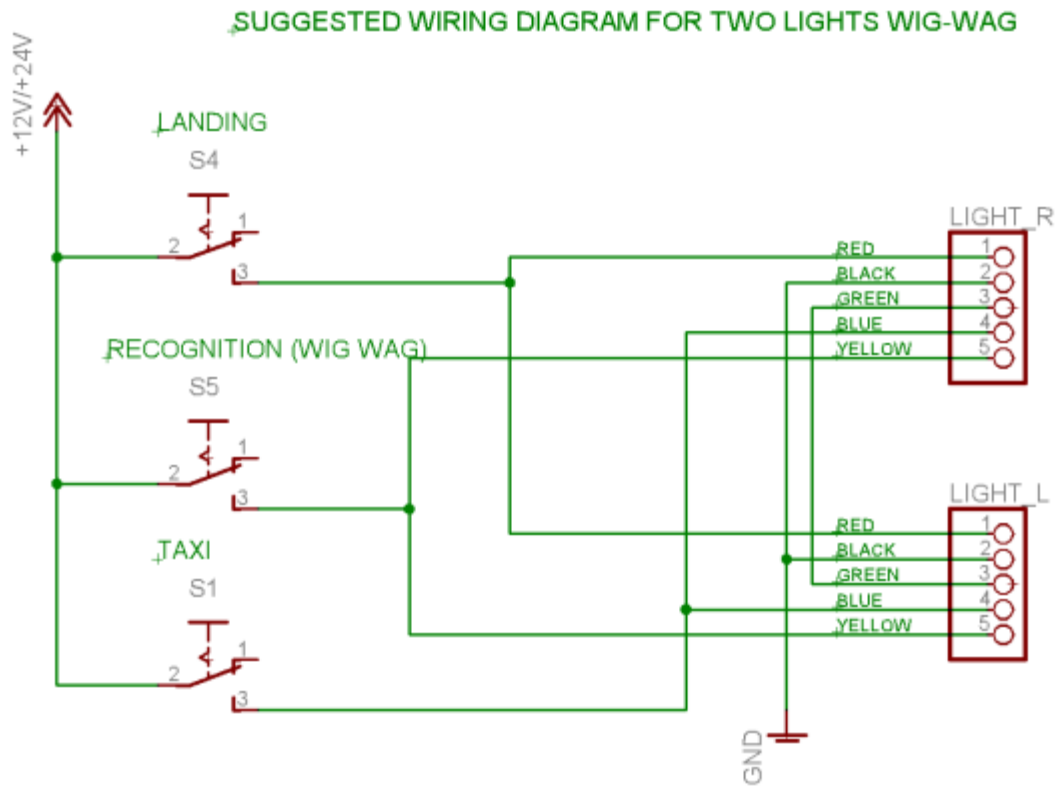 SUGGESTED WIRING DIAGRAM FOR TWO LIGHTS WIG-WAG
+12V/+24V
LANDING
S4
1
2
3
RECOGNITION (WIG WAG)
S5
1
2
3
TAXI
S1
1
2
3
LIGHT_R
RED 1
BLACK 2
GREEN 3
BLUE 4
YELLOW 5
LIGHT_L
RED 1
BLACK 2
GREEN 3
BLUE 4
YELLOW 5
GND